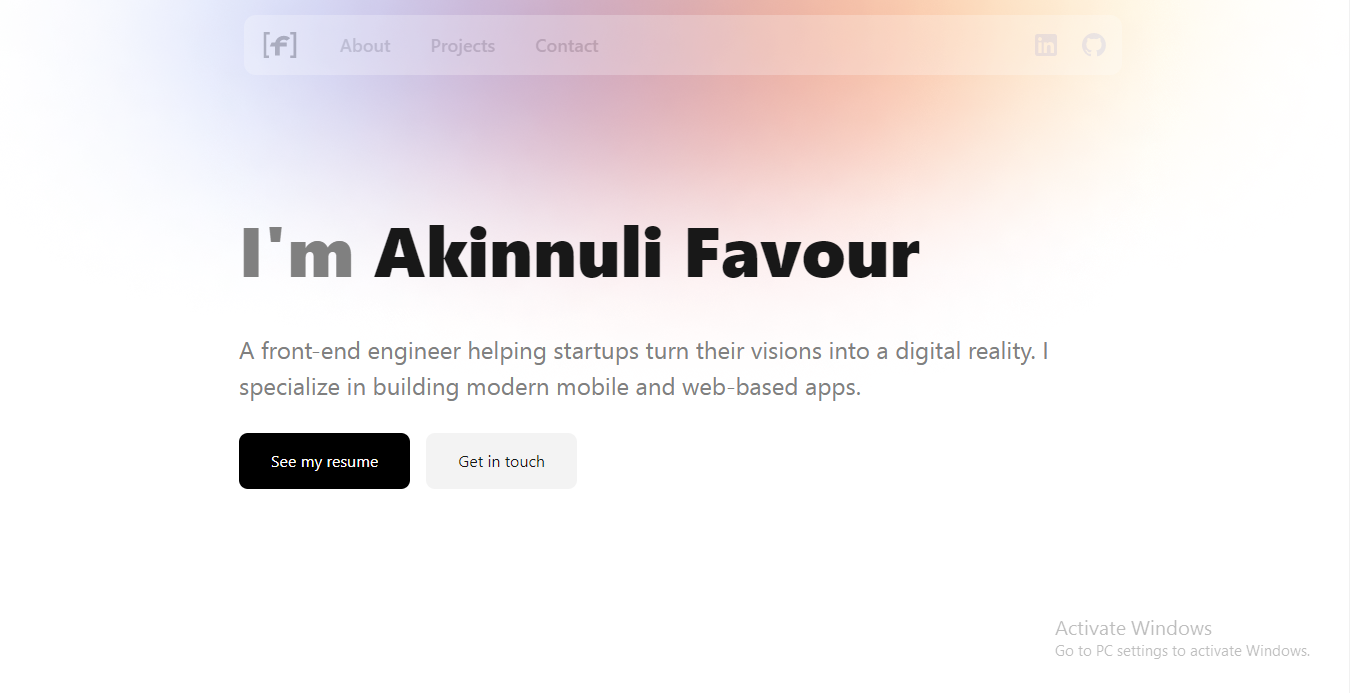 [f] About Projects Contact
I'm Akinnuli Favour
A front-end engineer helping startups turn their visions into a digital reality. I
specialize in building modern mobile and web-based apps.
See my resume Get in touch
Activate Windows
Go to PC settings to activate Windows.